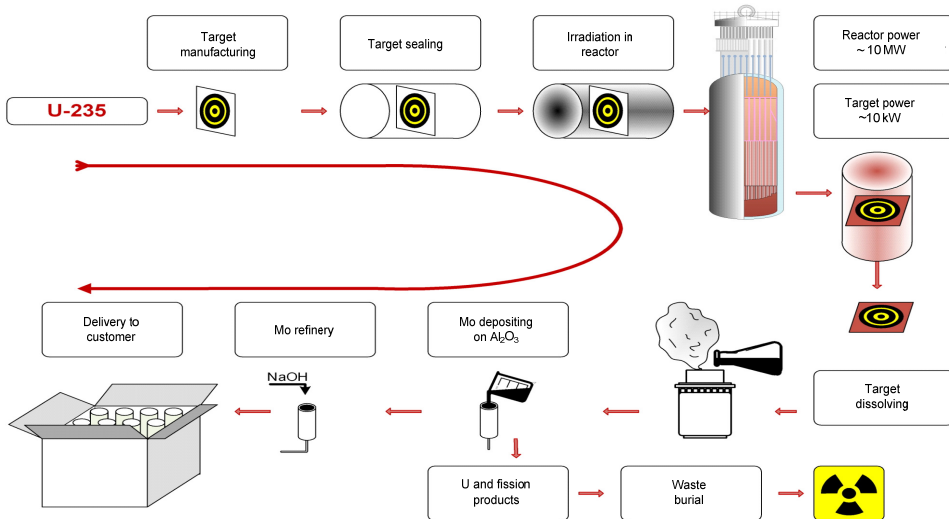 Target
manufacturing
Target sealing
Irradiation in
reactor
Reactor power
~ 10 MW
U-235
Target power
~10 kW
Delivery to
customer
Mo refinery
Mo depositing
on Al₂O₃
NaOH
Target
dissolving
U and fission
products
Waste
burial